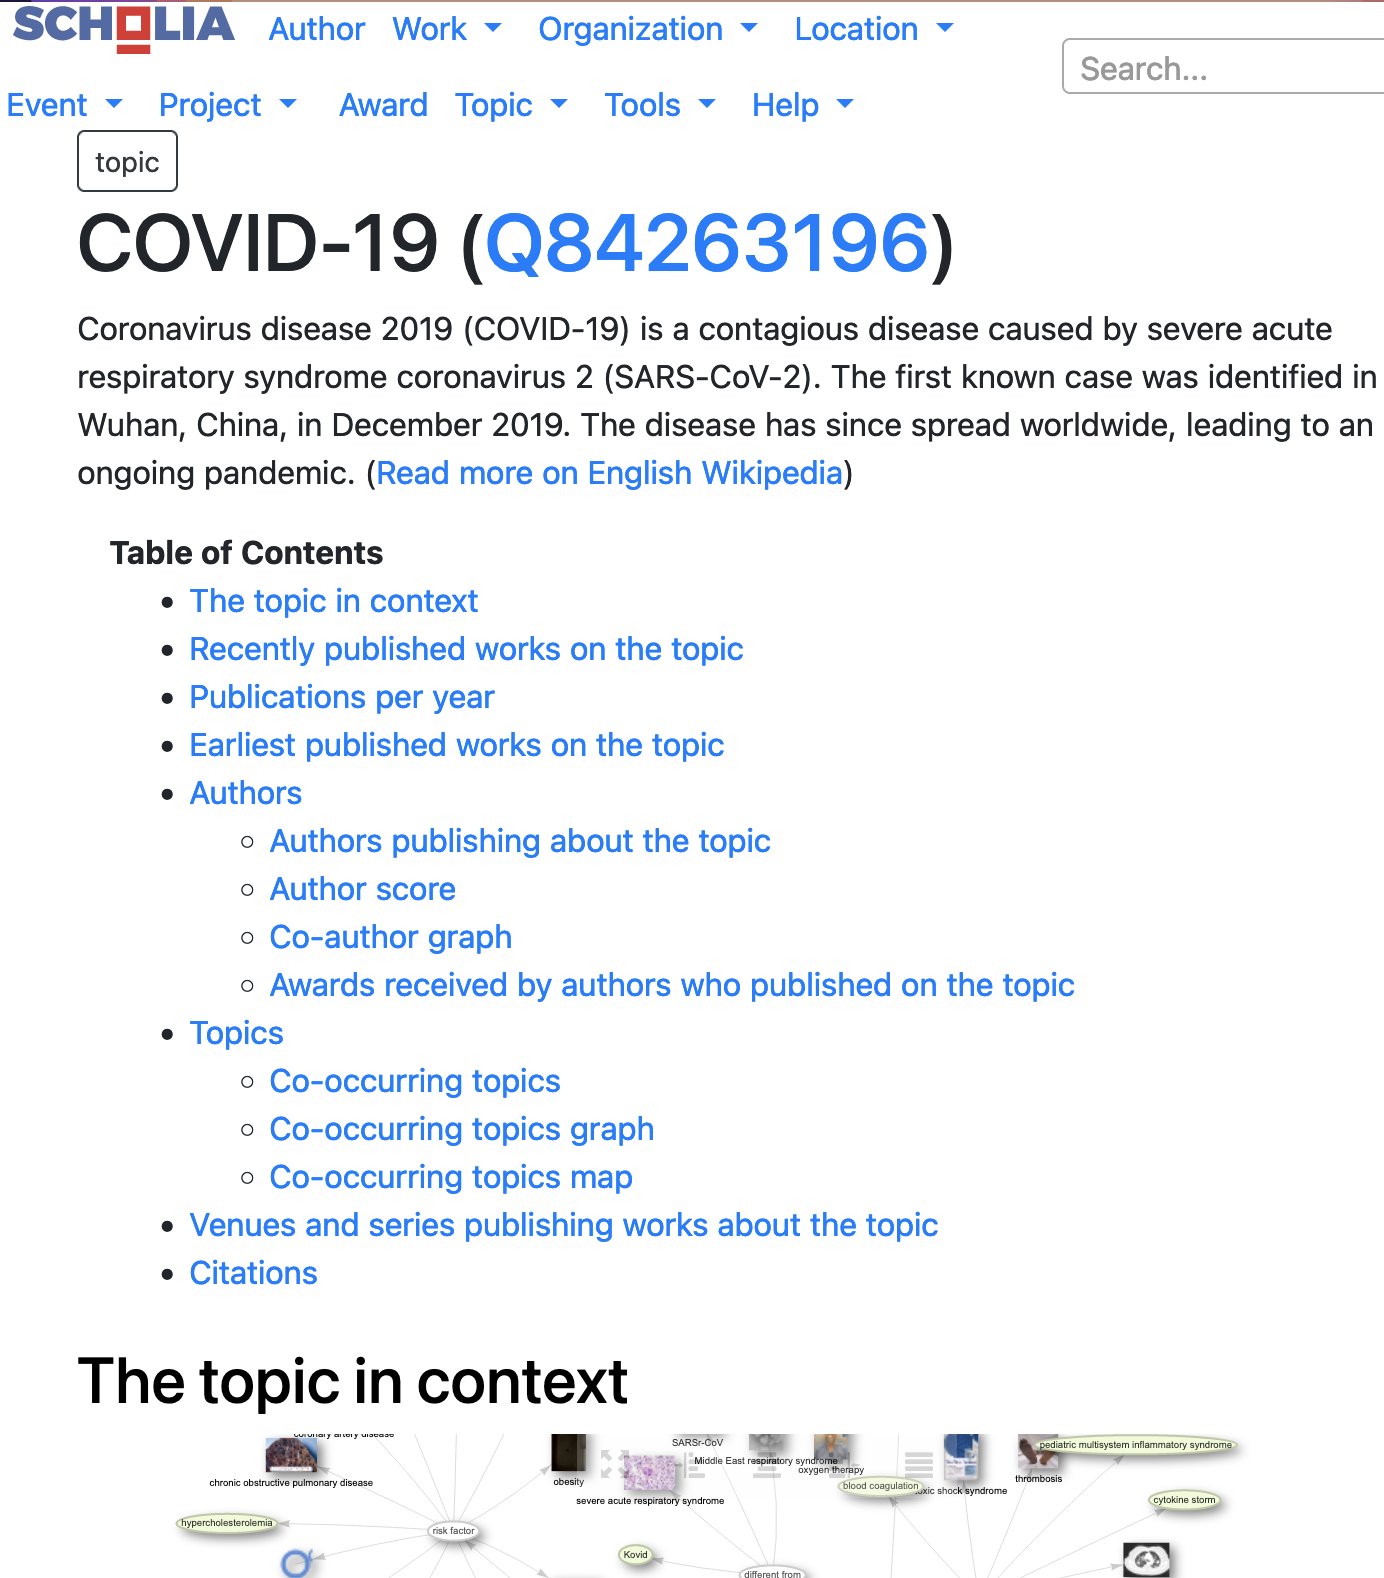 SCHOLIA Author Work Organization Location
Search...
Event Project Award Topic Tools Help
topic
COVID-19 (Q84263196)
Coronavirus disease 2019 (COVID-19) is a contagious disease caused by severe acute
respiratory syndrome coronavirus 2 (SARS-CoV-2). The first known case was identified in
Wuhan, China, in December 2019. The disease has since spread worldwide, leading to an
ongoing pandemic. (Read more on English Wikipedia)
Table of Contents
The topic in context
Recently published works on the topic
Publications per year
Earliest published works on the topic
Authors
Authors publishing about the topic
Author score
Co-author graph
Awards received by authors who published on the topic
Topics
Co-occurring topics
Co-occurring topics graph
Co-occurring topics map
Venues and series publishing works about the topic
Citations
The topic in context
coronary artery disease
SARSr-CoV
pediatric multisystem inflammatory syndrome
Middle East respiratory syndrome
oxygen therapy
thrombosis
chronic obstructive pulmonary disease
obesity
blood coagulation
toxic shock syndrome
severe acute respiratory syndrome
cytokine storm
hypercholesterolemia
risk factor
Kovid
different from